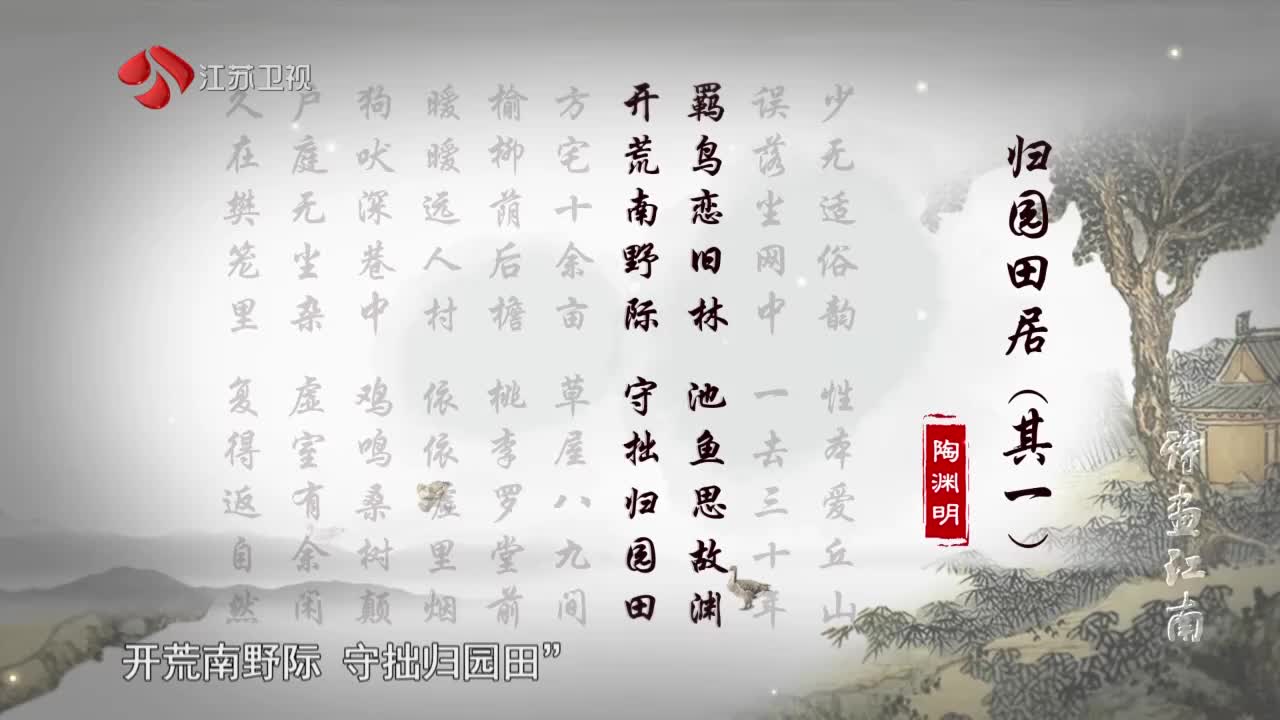 江苏卫视
归园田居（其一）
陶渊明
少无适俗韵 性本爱丘山
误落尘网中 一去三十年
羁鸟恋旧林 池鱼思故渊
开荒南野际 守拙归园田
方宅十余亩 草屋八九间
榆柳荫后檐 桃李罗堂前
暧暧远人村 依依墟里烟
狗吠深巷中 鸡鸣桑树颠
户庭无尘杂 虚室有余闲
久在樊笼里 复得返自然
诗画江南
开荒南野际 守拙归园田”